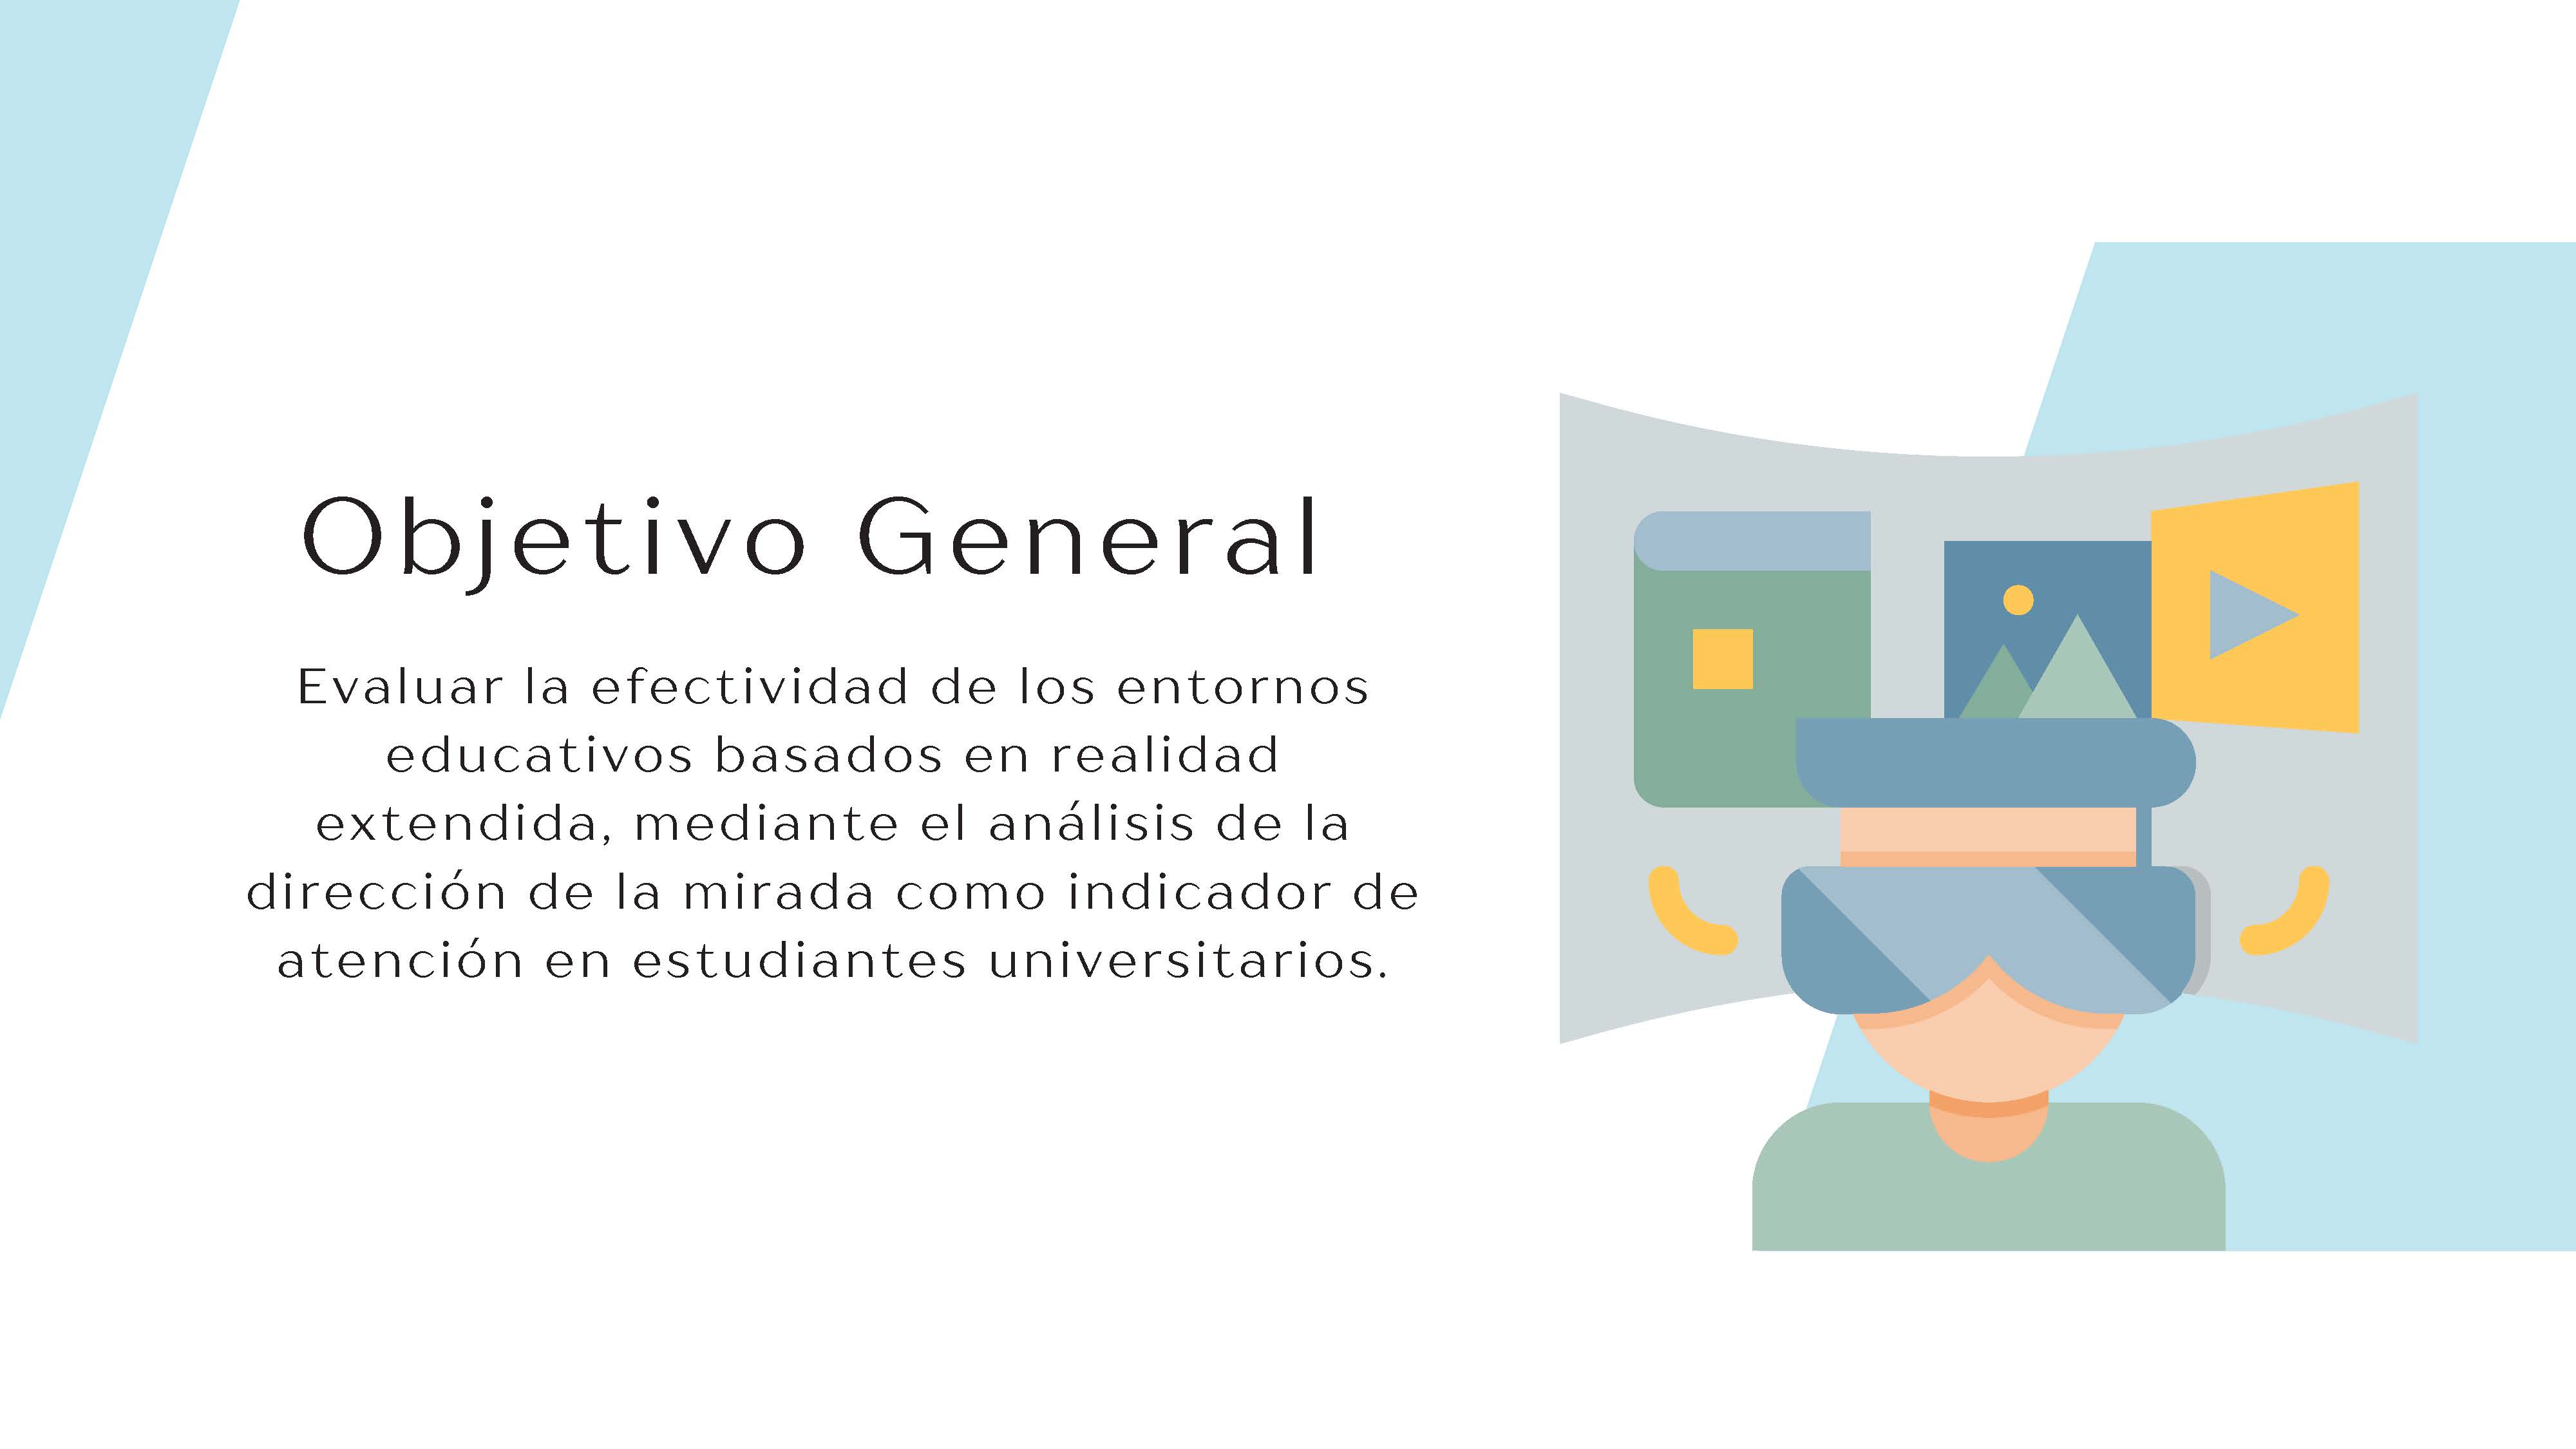 Objetivo General
Evaluar la efectividad de los entornos
educativos basados en realidad
extendida, mediante el análisis de la
dirección de la mirada como indicador de
atención en estudiantes universitarios.